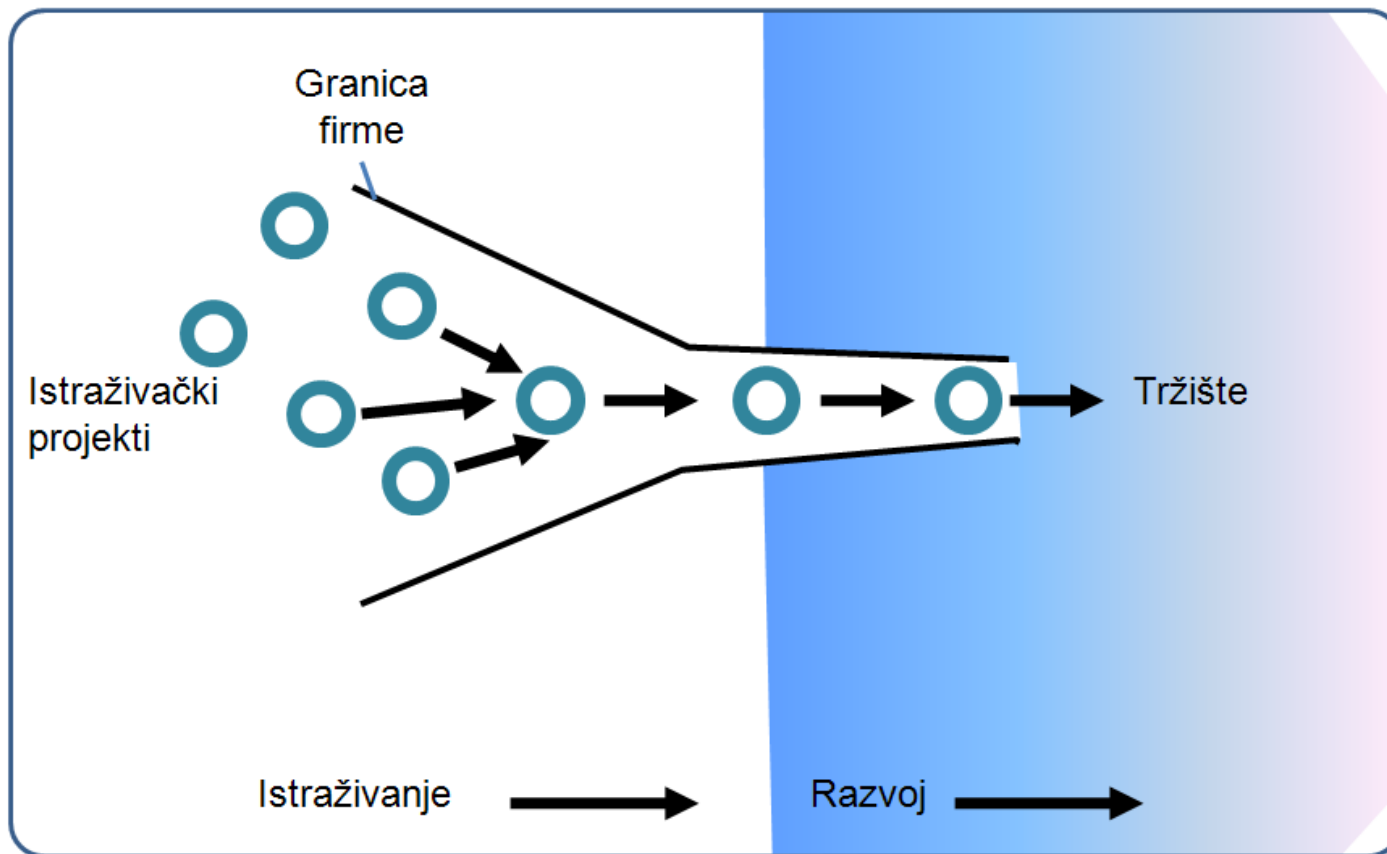 Granica
firme
Istraživački
projekti
Tržište
Istraživanje
Razvoj